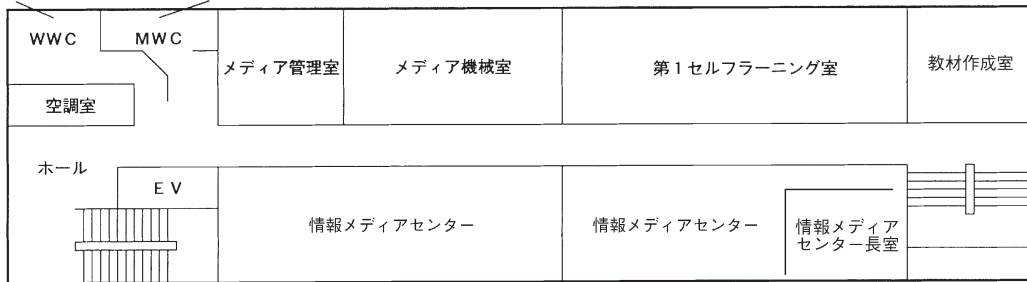 WWC
MWC
メディア管理室
メディア機械室
第1セルフラーニング室
教材作成室
空調室
ホール
EV
情報メディアセンター
情報メディアセンター
情報メディア
センター長室